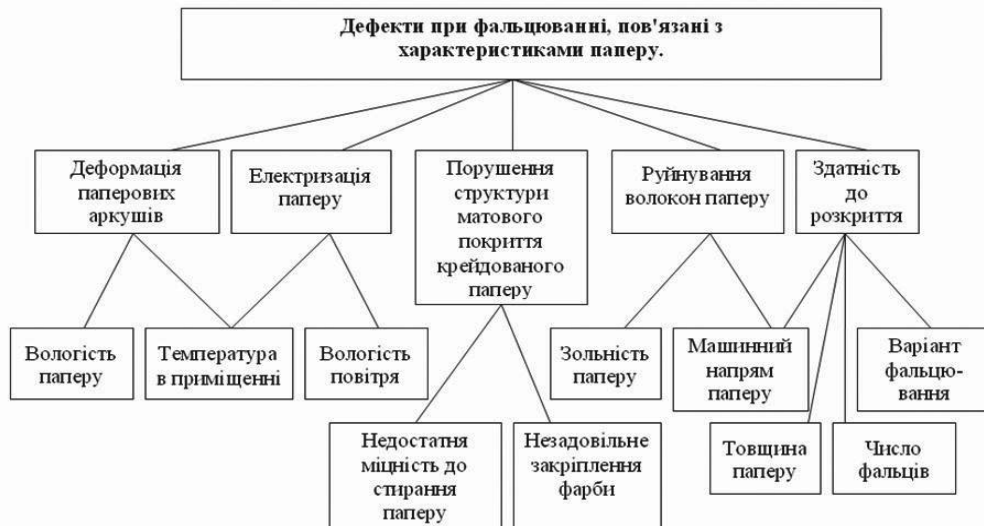 Дефекти при фальцюванні, пов'язані з
характеристиками паперу.
Деформація
паперових
аркушів
Електризація
паперу
Порушення
структури
матового
покриття
крейдованого
паперу
Руйнування
волокон паперу
Здатність
до
розкриття
Вологість
паперу
Температура
в приміщенні
Вологість
повітря
Зольність
паперу
Машинний
напрям
паперу
Варіант
фальцю-
вання
Недостатня
міцність до
стирання
паперу
Незадовільне
закріплення
фарби
Товщина
паперу
Число
фальців